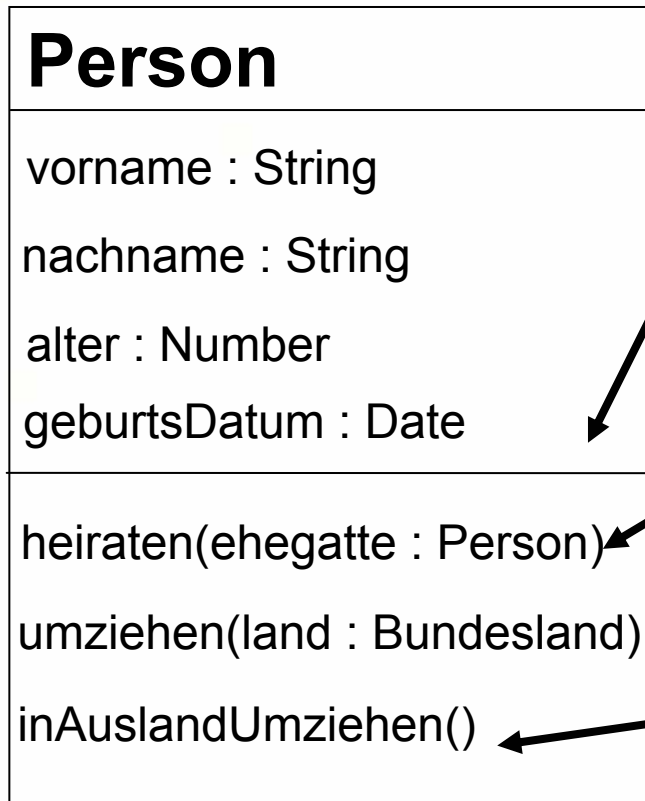 Person
vorname : String
nachname : String
alter : Number
geburtsDatum : Date
heiraten(ehegatte : Person)
umziehen(land : Bundesland)
inAuslandUmziehen()